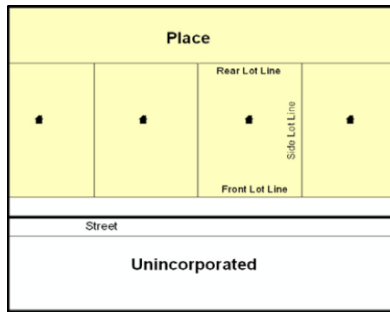 Place
Rear Lot Line
Side Lot Line
Front Lot Line
Street
Unincorporated